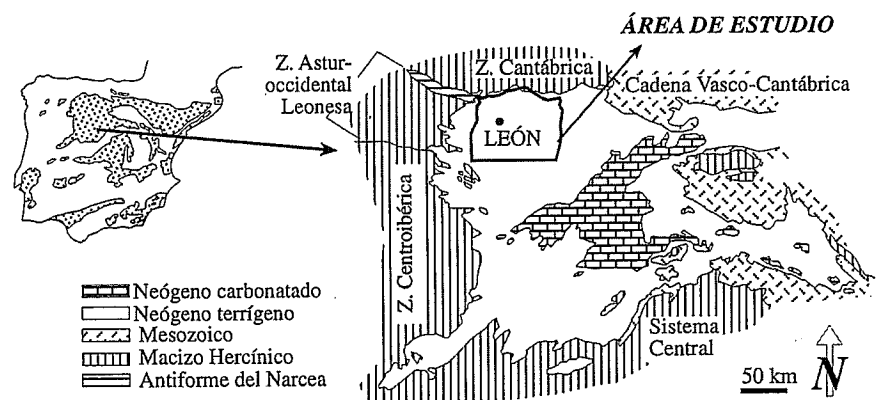 ÁREA DE ESTUDIO
Z. Astur-
occidental
Leonesa
Z. Cantábrica
Cadena Vasco-Cantábrica
LEÓN
Z. Centroibérica
Neógeno carbonatado
Neógeno terrígeno
Mesozoico
Macizo Hercínico
Antiforme del Narcea
Sistema
Central
50 km
N